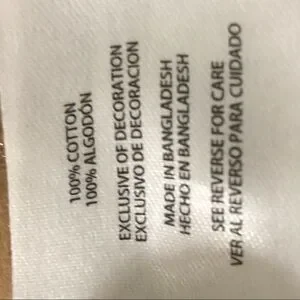 100% COTTON
100% ALGODÓN
EXCLUSIVE OF DECORATION
EXCLUSIVO DE DECORACION
MADE IN BANGLADESH
HECHO EN BANGLADESH
SEE REVERSE FOR CARE
VER AL REVERSO PARA CUIDADO